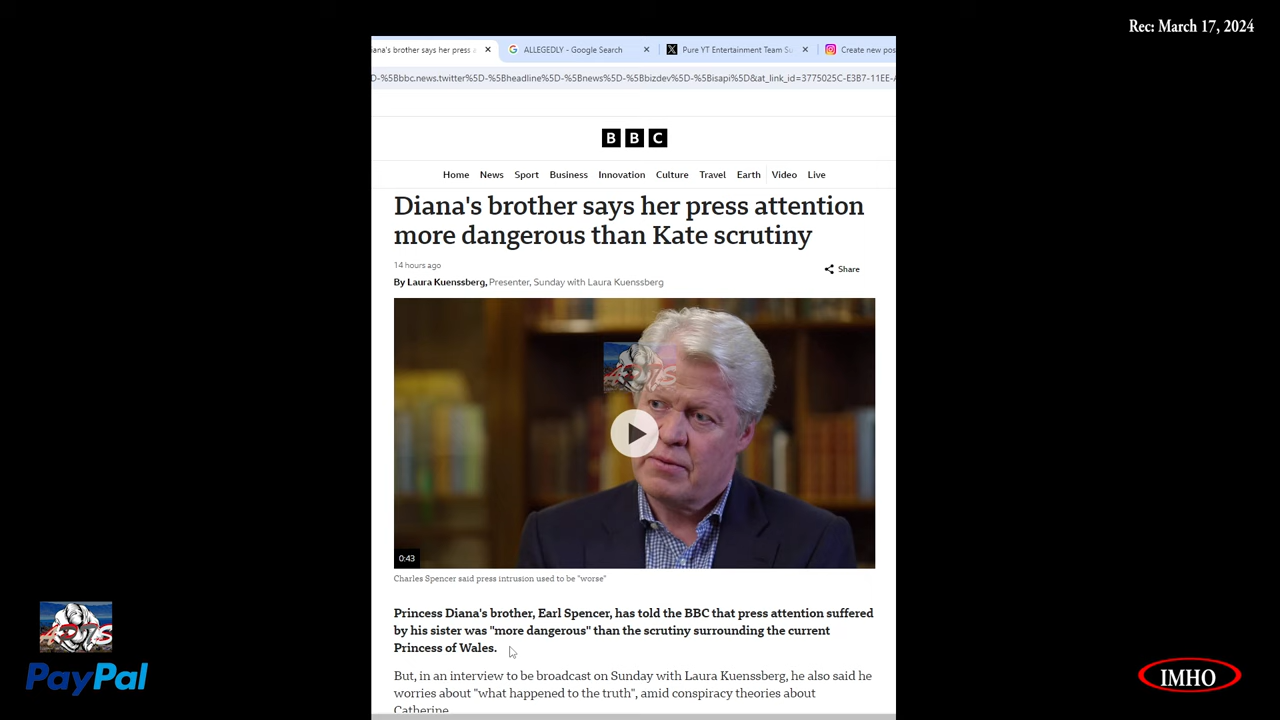 Rec: March 17, 2024
iana's brother says her press a
ALLEGEDLY - Google Search
Pure YT Entertainment Team Su
Create new pos
D-%5Bbbc.news.twitter%5D-%5Bheadline%5D-%5Bnews%5D-%5Bbizdev%5D-%5Bisapi%5D&at_link_id=3775025C-E3B7-11EE-A
BBC
Home News Sport Business Innovation Culture Travel Earth Video Live
Diana's brother says her press attention
more dangerous than Kate scrutiny
14 hours ago
Share
By Laura Kuenssberg, Presenter, Sunday with Laura Kuenssberg
0:43
Charles Spencer said press intrusion used to be "worse"
Princess Diana's brother, Earl Spencer, has told the BBC that press attention suffered
by his sister was "more dangerous" than the scrutiny surrounding the current
Princess of Wales.
But, in an interview to be broadcast on Sunday with Laura Kuenssberg, he also said he
worries about "what happened to the truth", amid conspiracy theories about
Catherine.
PayPal
IMHO